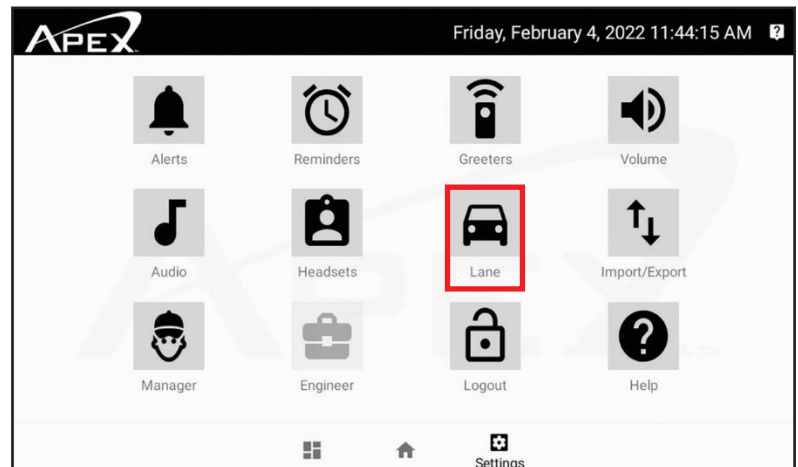 APEX
Friday, February 4, 2022 11:44:15 AM ?
Alerts Reminders Greeters Volume
Audio Headsets Lane Import/Export
Manager Engineer Logout Help
Settings